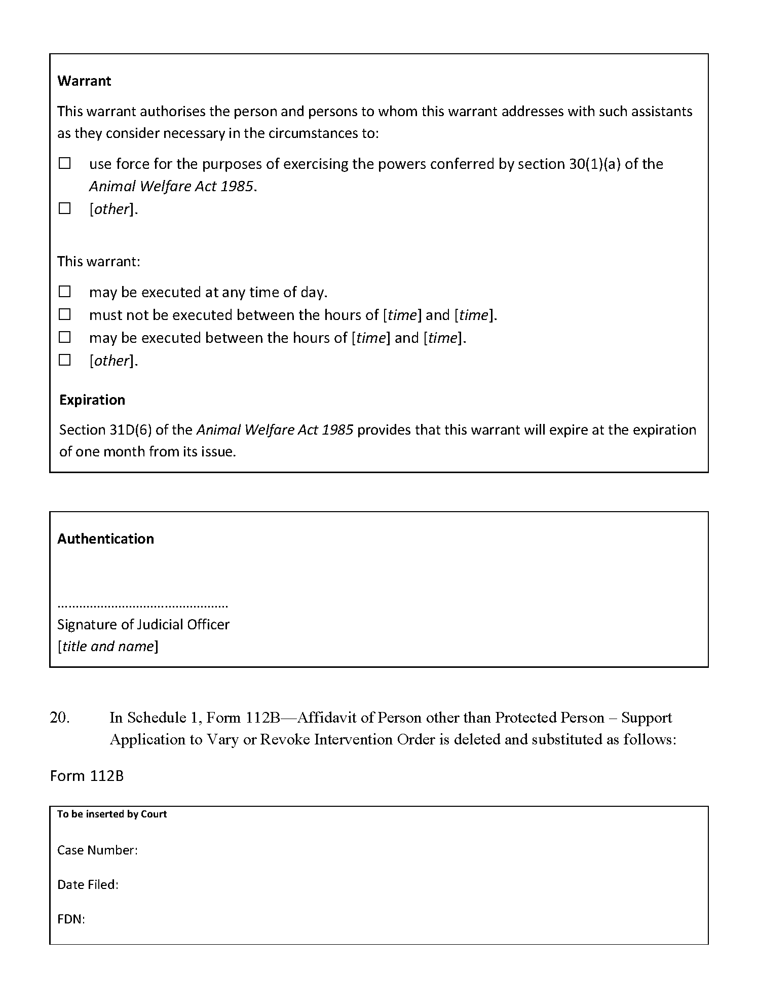 Warrant
This warrant authorises the person and persons to whom this warrant addresses with such assistants
as they consider necessary in the circumstances to:
☐ use force for the purposes of exercising the powers conferred by section 30(1)(a) of the
Animal Welfare Act 1985.
☐ [other].
This warrant:
☐ may be executed at any time of day.
☐ must not be executed between the hours of [time] and [time].
☐ may be executed between the hours of [time] and [time].
☐ [other].
Expiration
Section 31D(6) of the Animal Welfare Act 1985 provides that this warrant will expire at the expiration
of one month from its issue.
Authentication
................................................
Signature of Judicial Officer
[title and name]
20. In Schedule 1, Form 112B—Affidavit of Person other than Protected Person – Support
Application to Vary or Revoke Intervention Order is deleted and substituted as follows:
Form 112B
To be inserted by Court
Case Number:
Date Filed:
FDN: